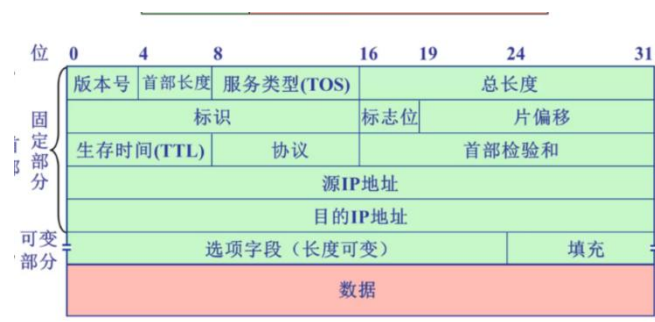 位 0 4 8 16 19 24 31
版本号 首部长度 服务类型(TOS) 总长度
标识 标志位 片偏移
生存时间(TTL) 协议 首部检验和
源IP地址
目的IP地址
选项字段（长度可变） 填充
数据
固定部分
可变部分